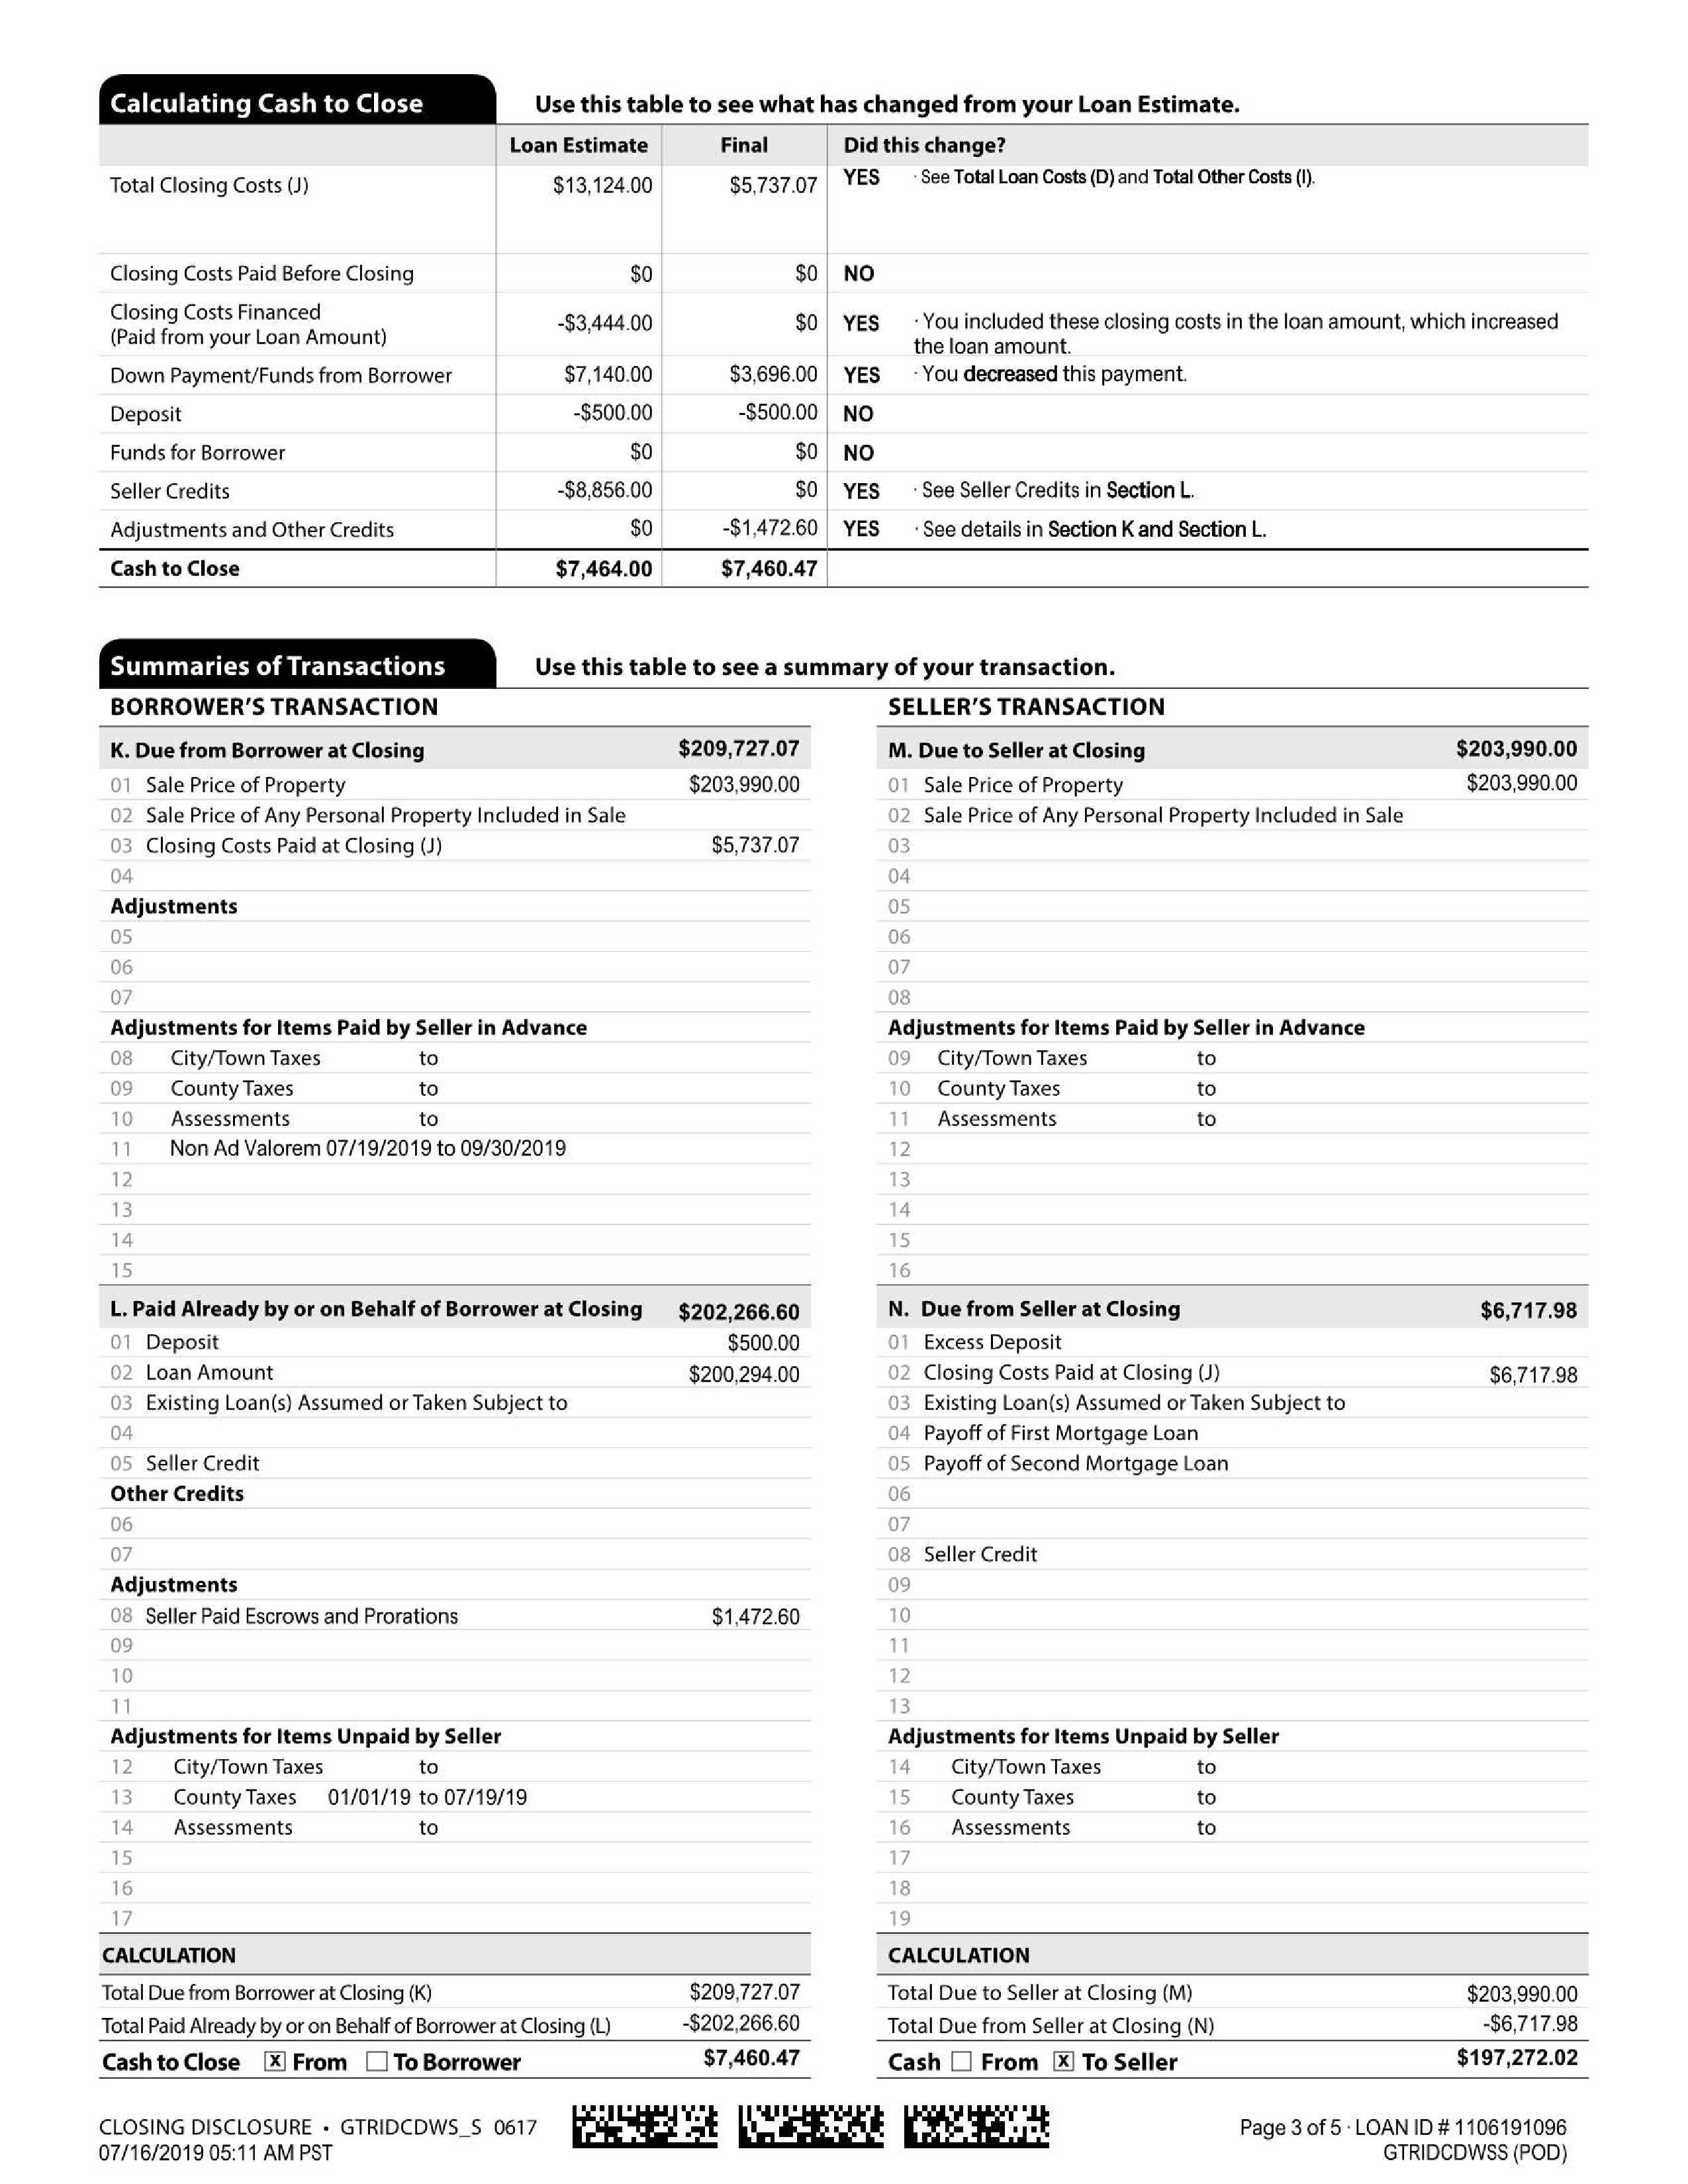 Calculating Cash to Close Use this table to see what has changed from your Loan Estimate.
Loan Estimate Final Did this change?
Total Closing Costs (J) $13,124.00 $5,737.07 YES · See Total Loan Costs (D) and Total Other Costs (I).
Closing Costs Paid Before Closing $0 $0 NO
Closing Costs Financed
(Paid from your Loan Amount) -$3,444.00 $0 YES · You included these closing costs in the loan amount, which increased
the loan amount.
Down Payment/Funds from Borrower $7,140.00 $3,696.00 YES · You decreased this payment.
Deposit -$500.00 -$500.00 NO
Funds for Borrower $0 $0 NO
Seller Credits -$8,856.00 $0 YES · See Seller Credits in Section L.
Adjustments and Other Credits $0 -$1,472.60 YES · See details in Section K and Section L.
Cash to Close $7,464.00 $7,460.47
Summaries of Transactions Use this table to see a summary of your transaction.
BORROWER'S TRANSACTION
K. Due from Borrower at Closing $209,727.07
01 Sale Price of Property $203,990.00
02 Sale Price of Any Personal Property Included in Sale
03 Closing Costs Paid at Closing (J) $5,737.07
04
Adjustments
05
06
07
Adjustments for Items Paid by Seller in Advance
08 City/Town Taxes to
09 County Taxes to
10 Assessments to
11 Non Ad Valorem 07/19/2019 to 09/30/2019
12
13
14
15
L. Paid Already by or on Behalf of Borrower at Closing $202,266.60
01 Deposit $500.00
02 Loan Amount $200,294.00
03 Existing Loan(s) Assumed or Taken Subject to
04
05 Seller Credit
Other Credits
06
07
Adjustments
08 Seller Paid Escrows and Prorations $1,472.60
09
10
11
Adjustments for Items Unpaid by Seller
12 City/Town Taxes to
13 County Taxes 01/01/19 to 07/19/19
14 Assessments to
15
16
17
CALCULATION
Total Due from Borrower at Closing (K) $209,727.07
Total Paid Already by or on Behalf of Borrower at Closing (L) -$202,266.60
Cash to Close X From To Borrower $7,460.47
SELLER'S TRANSACTION
M. Due to Seller at Closing $203,990.00
01 Sale Price of Property $203,990.00
02 Sale Price of Any Personal Property Included in Sale
03
04
05
06
07
08
Adjustments for Items Paid by Seller in Advance
09 City/Town Taxes to
10 County Taxes to
11 Assessments to
12
13
14
15
16
N. Due from Seller at Closing $6,717.98
01 Excess Deposit
02 Closing Costs Paid at Closing (J) $6,717.98
03 Existing Loan(s) Assumed or Taken Subject to
04 Payoff of First Mortgage Loan
05 Payoff of Second Mortgage Loan
06
07
08 Seller Credit
09
10
11
12
13
Adjustments for Items Unpaid by Seller
14 City/Town Taxes to
15 County Taxes to
16 Assessments to
17
18
19
CALCULATION
Total Due to Seller at Closing (M) $203,990.00
Total Due from Seller at Closing (N) -$6,717.98
Cash From X To Seller $197,272.02
CLOSING DISCLOSURE • GTRIDCDWS_S 0617
07/16/2019 05:11 AM PST
Page 3 of 5 · LOAN ID # 1106191096
GTRIDCDWSS (POD)